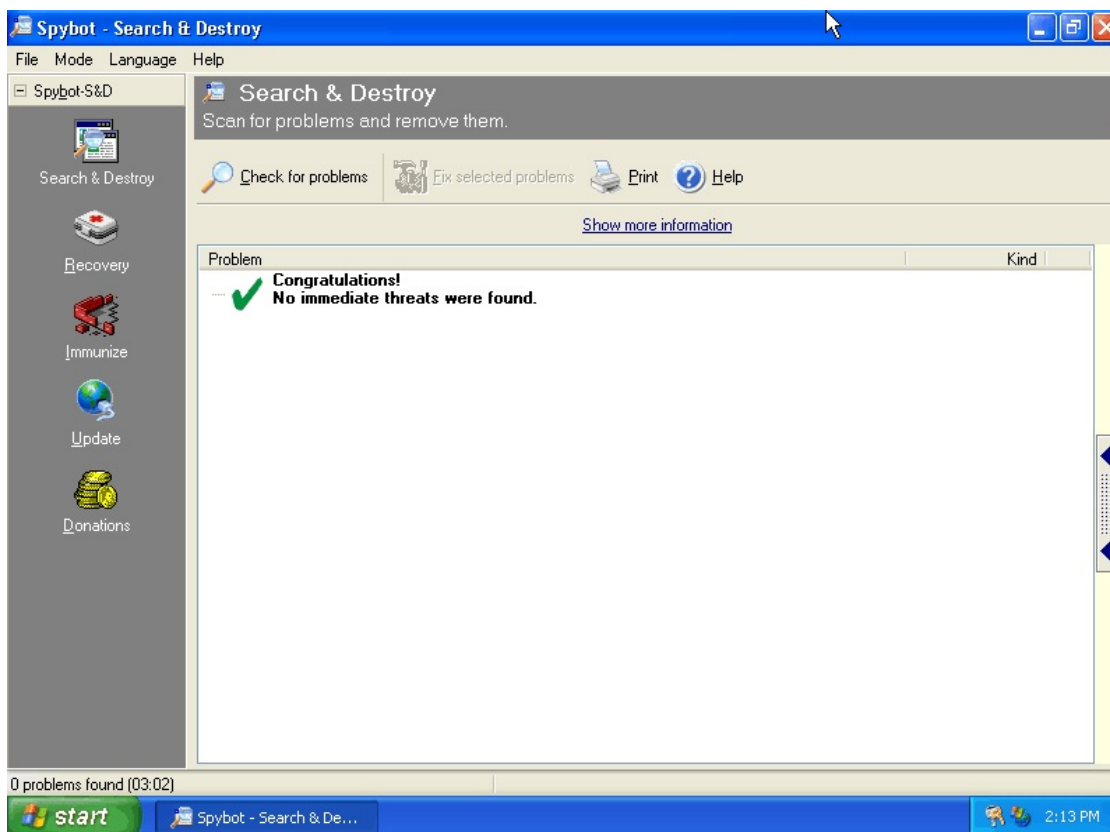 Spybot - Search & Destroy
File Mode Language Help
Spybot-S&D
Search & Destroy
Recovery
Immunize
Update
Donations
Search & Destroy
Scan for problems and remove them.
Check for problems Fix selected problems Print Help
Show more information
Problem Kind
Congratulations!
No immediate threats were found.
0 problems found (03:02)
start Spybot - Search & De... 2:13 PM